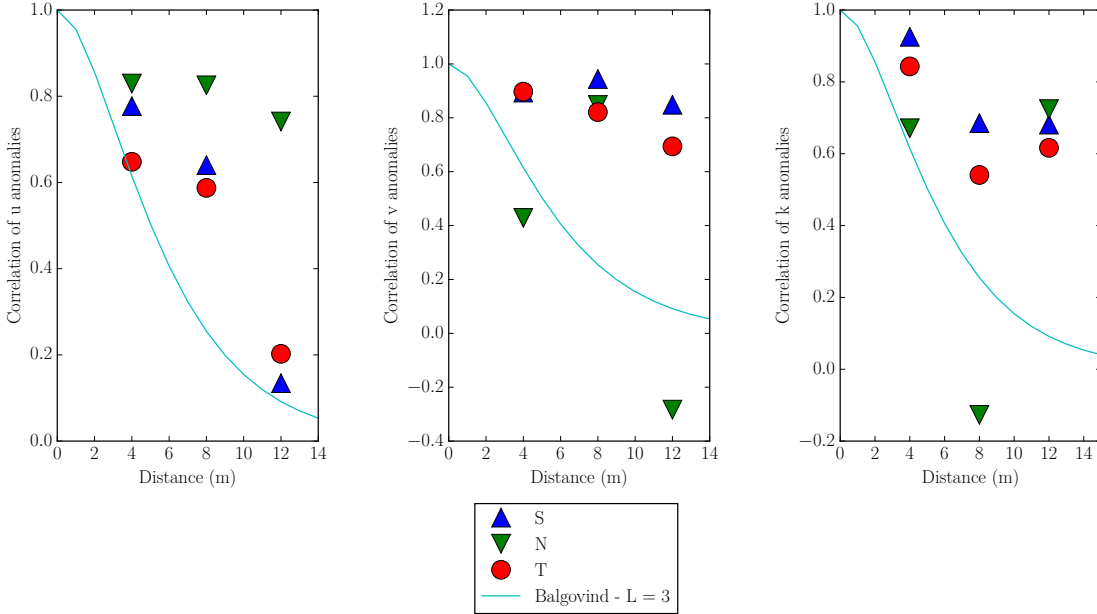 1.0
0.8
0.6
0.4
0.2
0.0
Correlation of u anomalies
0 2 4 6 8 10 12 14
Distance (m)
1.2
1.0
0.8
0.6
0.4
0.2
0.0
−0.2
−0.4
Correlation of v anomalies
0 2 4 6 8 10 12 14
Distance (m)
1.0
0.8
0.6
0.4
0.2
0.0
−0.2
Correlation of k anomalies
0 2 4 6 8 10 12 14
Distance (m)
S
N
T
Balgovind - L = 3